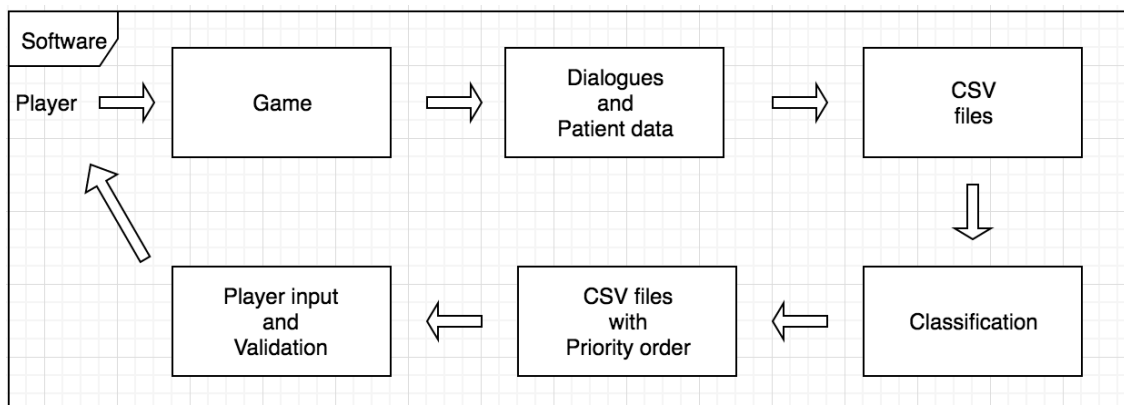 Software
Player
Game
Dialogues
and
Patient data
CSV
files
Player input
and
Validation
CSV files
with
Priority order
Classification